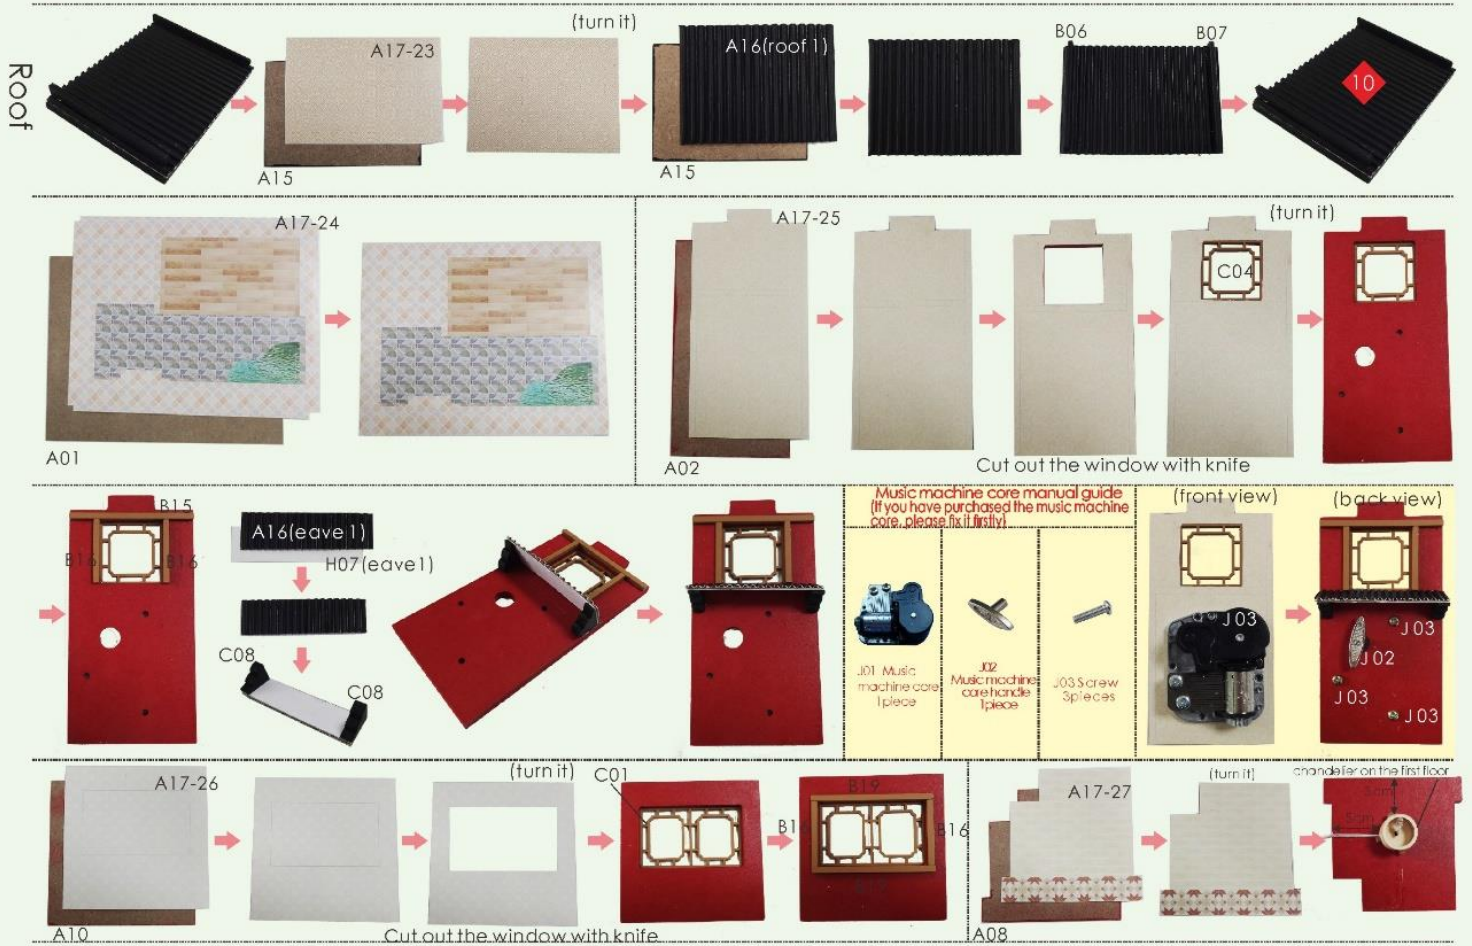 Roof
A17-23
A15
(turn it)
A16(roof 1)
A15
B06
B07
10
A17-24
A01
A17-25
A02
(turn it)
C04
Cut out the window with knife
B15
B16
B16
A16(eave 1)
H07(eave1)
C08
C08
Music machine core manual guide
(If you have purchased the music machine
core, please fix it firstly)
J01 Music
machine core
1piece
J02
Music machine
core handle
1piece
J03 Screw
3pieces
(front view)
J03
(back view)
J03
J02
J03
J03
A17-26
A10
(turn it)
C01
Cut out the window with knife
B19
B16
B16
A17-27
A08
(turn it)
chandelier on the first floor